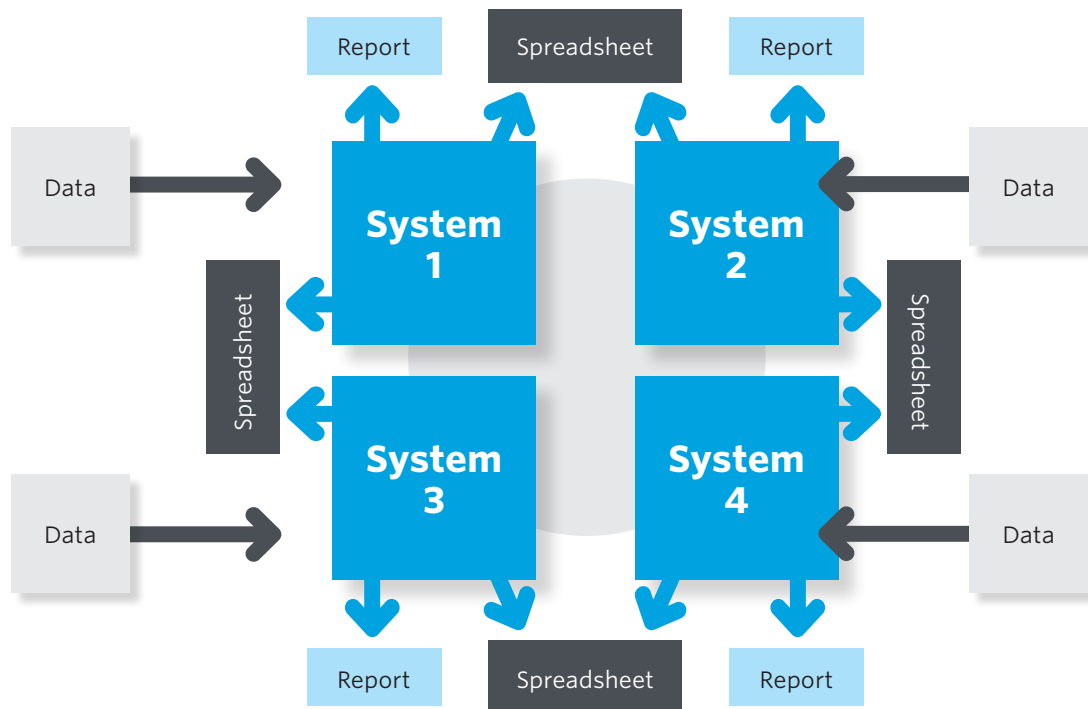 Report
Spreadsheet
Report
Data
System
1
System
2
Data
Spreadsheet
Spreadsheet
Data
System
3
System
4
Data
Report
Spreadsheet
Report